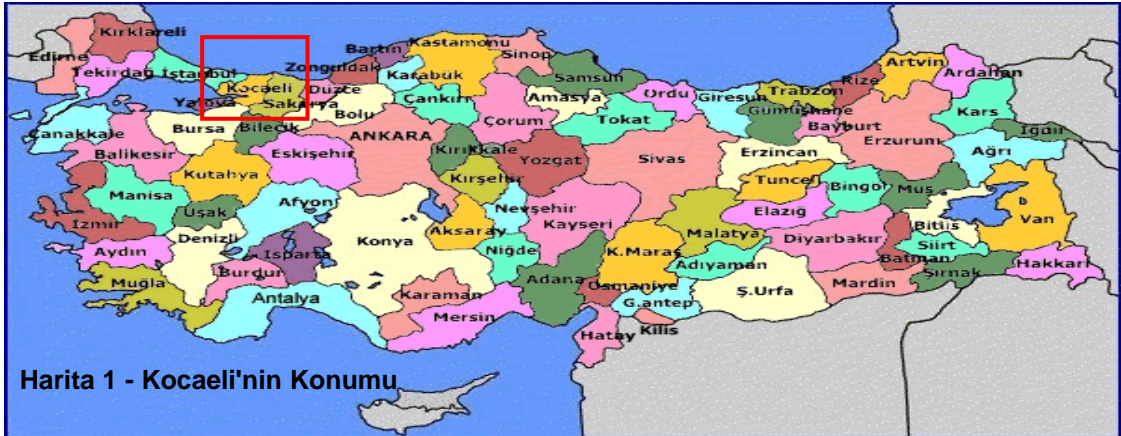 Kırklareli
Edirne
Tekirdağ
İstanbul
Kocaeli
Yalova
Sakarya
Düzce
Zonguldak
Bartın
Karabük
Kastamonu
Sinop
Samsun
Ordu
Giresun
Trabzon
Rize
Artvin
Ardahan
Çanakkale
Bursa
Bilecik
Bolu
Çankırı
Çorum
Amasya
Tokat
Gümüşhane
Bayburt
Erzurum
Kars
Iğdır
Balikesir
Kutahya
Eskişehir
ANKARA
Kırıkkale
Yozgat
Sivas
Erzincan
Ağrı
Manisa
Uşak
Afyon
Kırşehir
Nevşehir
Kayseri
Malatya
Tunceli
Elazığ
Bingöl
Muş
Bitlis
Van
İzmir
Aydın
Denizli
Isparta
Konya
Aksaray
Niğde
K.Maraş
Adıyaman
Diyarbakır
Batman
Siirt
Şırnak
Hakkari
Muğla
Burdur
Antalya
Karaman
Mersin
Adana
Osmaniye
G.antep
Ş.Urfa
Mardin
Hatay
Kilis
Harita 1 - Kocaeli'nin Konumu